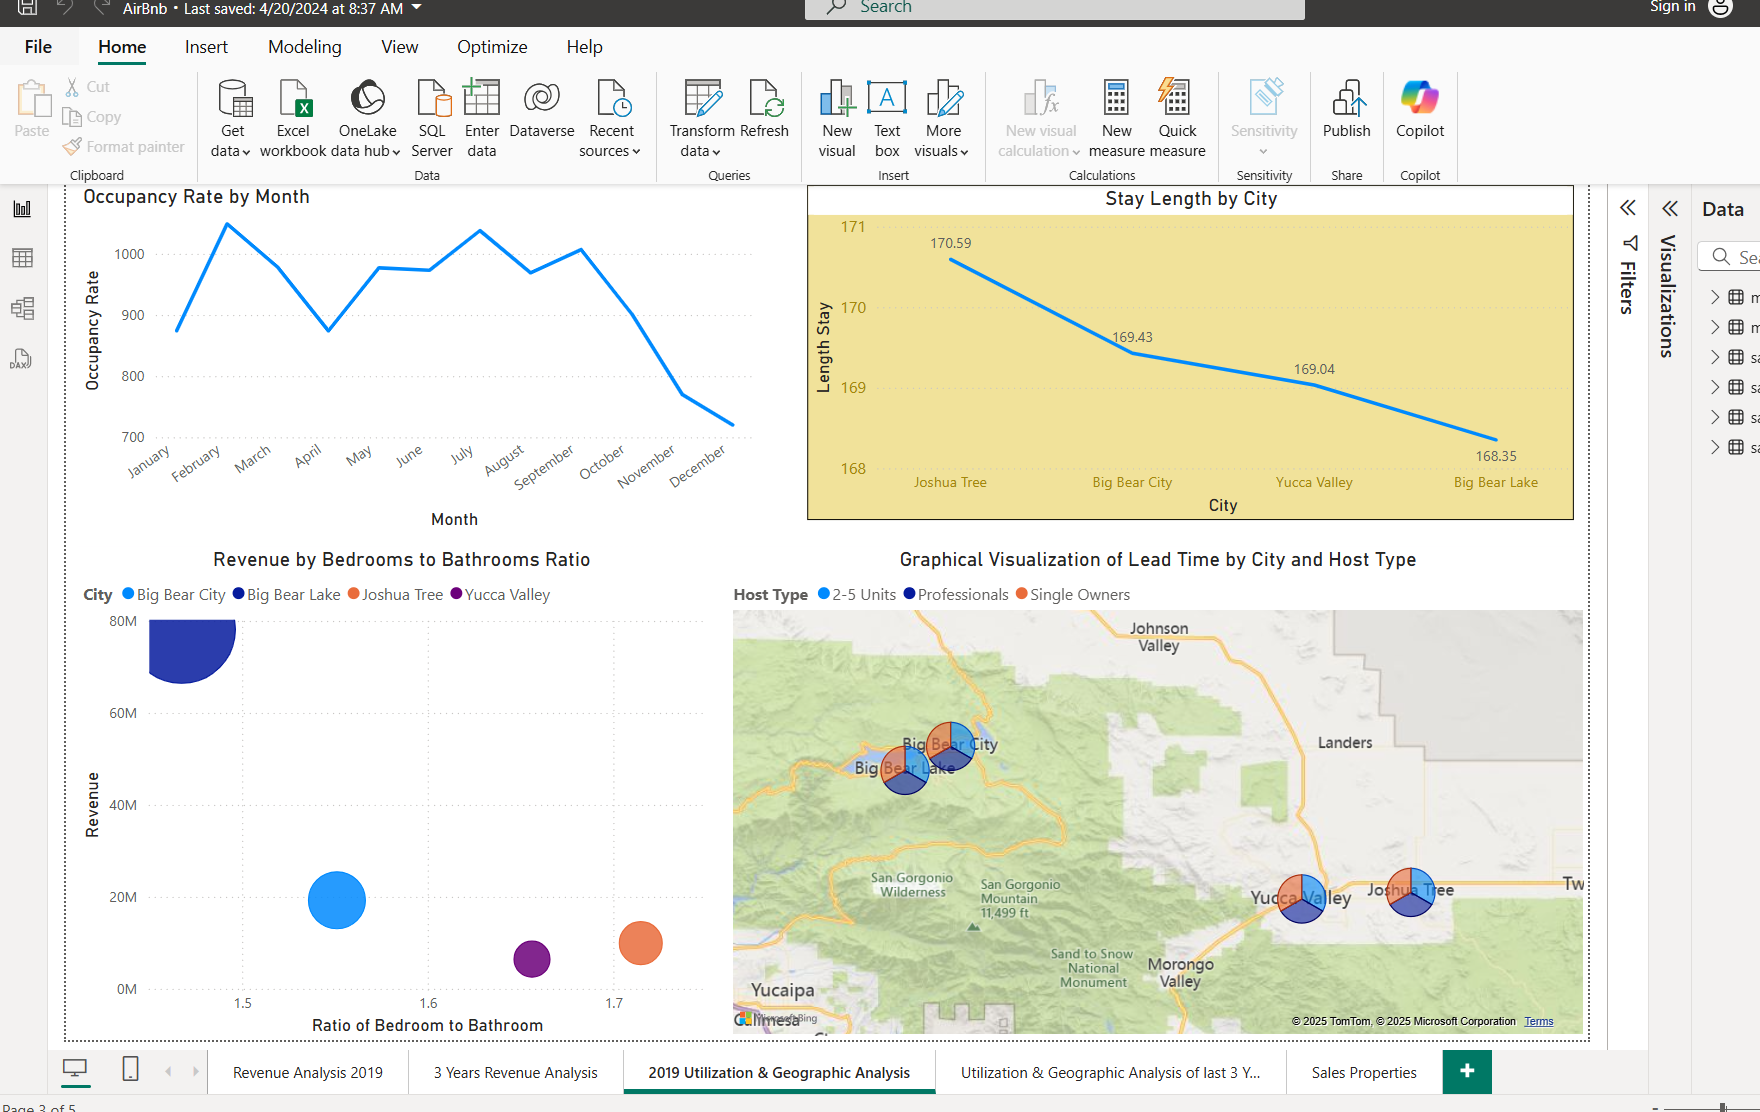 AirBnb • Last saved: 4/20/2024 at 8:37 AM
Search
Sign in
File
Home
Insert
Modeling
View
Optimize
Help
Paste
Cut
Copy
Format painter
Clipboard
Get data
Excel workbook
OneLake data hub
SQL Server
Enter data
Dataverse
Recent sources
Data
Transform data
Refresh
Queries
New visual
Text box
More visuals
Insert
New visual calculation
New measure
Quick measure
Calculations
Sensitivity
Sensitivity
Publish
Share
Copilot
Copilot
Occupancy Rate by Month
Occupancy Rate
1000
900
800
700
January
February
March
April
May
June
July
August
September
October
November
December
Month
Stay Length by City
Length Stay
171
170
169
168
170.59
169.43
169.04
168.35
Joshua Tree
Big Bear City
Yucca Valley
Big Bear Lake
City
Revenue by Bedrooms to Bathrooms Ratio
City Big Bear City Big Bear Lake Joshua Tree Yucca Valley
Revenue
80M
60M
40M
20M
0M
1.5
1.6
1.7
Ratio of Bedroom to Bathroom
Graphical Visualization of Lead Time by City and Host Type
Host Type 2-5 Units Professionals Single Owners
Johnson
Valley
Big Bear City
Big Bear Lake
Landers
San Gorgonio
Wilderness
San Gorgonio
Mountain
11,499 ft
Yucca Valley
Joshua Tree
Tw
Sand to Snow
National
Monument
Morongo
Valley
Yucaipa
Calimesa
Microsoft Bing
© 2025 TomTom, © 2025 Microsoft Corporation Terms
Filters
Visualizations
Data
Sea
m
m
sa
sa
sa
sa
DAX
Revenue Analysis 2019
3 Years Revenue Analysis
2019 Utilization & Geographic Analysis
Utilization & Geographic Analysis of last 3 Y...
Sales Properties
+
Page 3 of 5